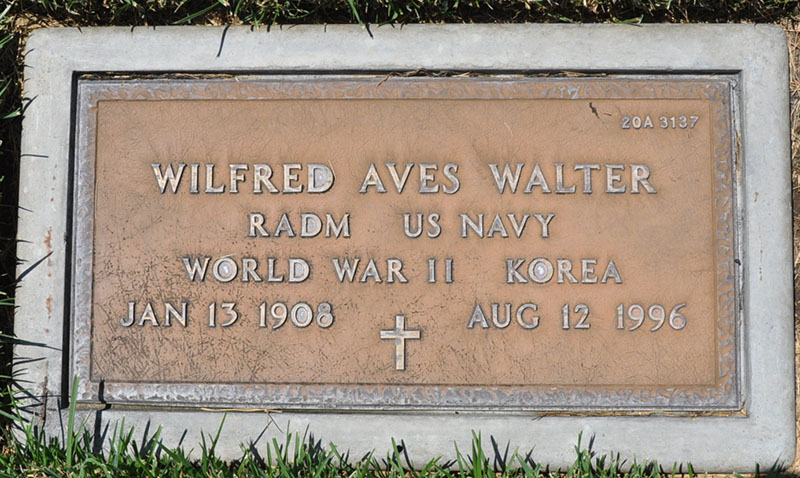 20A 3137
WILFRED AVES WALTER
RADM US NAVY
WORLD WAR II KOREA
JAN 13 1908 AUG 12 1996